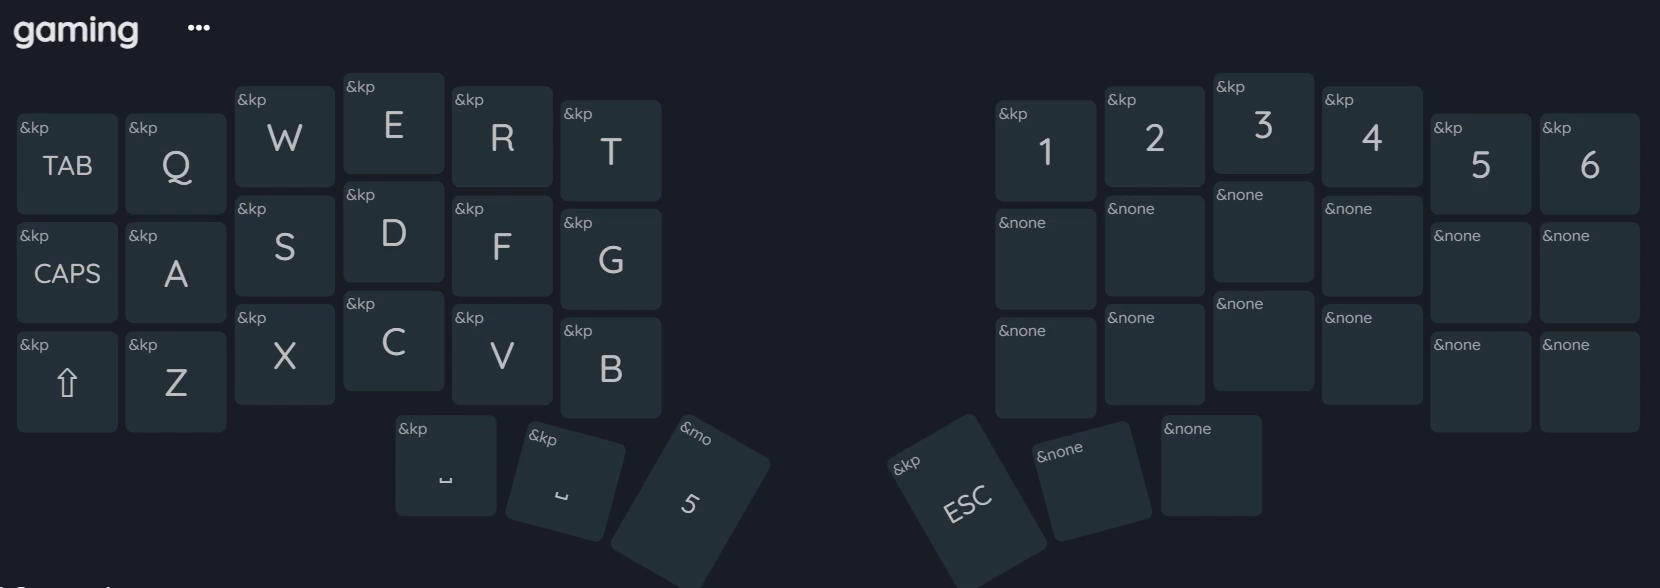 gaming ...
&kp TAB &kp Q &kp W &kp E &kp R &kp T &kp 1 &kp 2 &kp 3 &kp 4 &kp 5 &kp 6
&kp CAPS &kp A &kp S &kp D &kp F &kp G &none &none &none &none &none &none
&kp ⇧ &kp Z &kp X &kp C &kp V &kp B &none &none &none &none &none &none
&kp ␣ &kp ␣ &mo 5 &kp ESC &none &none